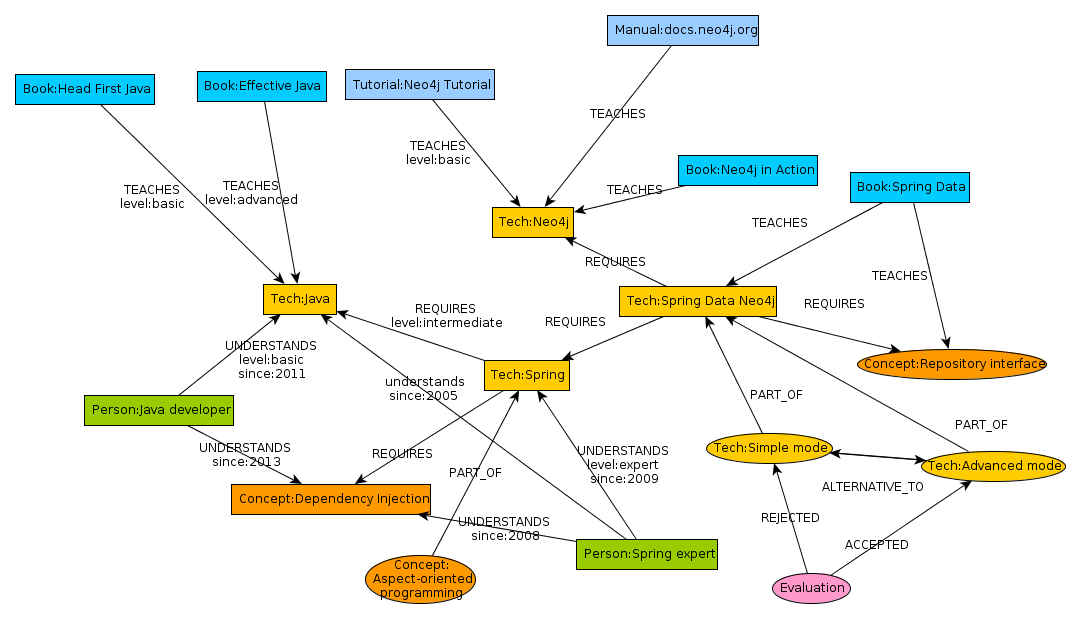 Manual:docs.neo4j.org
Book:Head First Java
Book:Effective Java
Tutorial:Neo4j Tutorial
TEACHES
TEACHES
level:basic
Book:Neo4j in Action
Book:Spring Data
TEACHES
level:basic
TEACHES
level:advanced
TEACHES
Tech:Neo4j
TEACHES
REQUIRES
TEACHES
Tech:Java
Tech:Spring Data Neo4j
REQUIRES
REQUIRES
level:intermediate
REQUIRES
UNDERSTANDS
level:basic
since:2011
Concept:Repository interface
Tech:Spring
understands
since:2005
PART_OF
Person:Java developer
PART_OF
UNDERSTANDS
since:2013
REQUIRES
UNDERSTANDS
level:expert
since:2009
Tech:Simple mode
Tech:Advanced mode
PART_OF
ALTERNATIVE_TO
Concept:Dependency Injection
UNDERSTANDS
since:2008
REJECTED
ACCEPTED
Person:Spring expert
Concept:
Aspect-oriented
programming
Evaluation